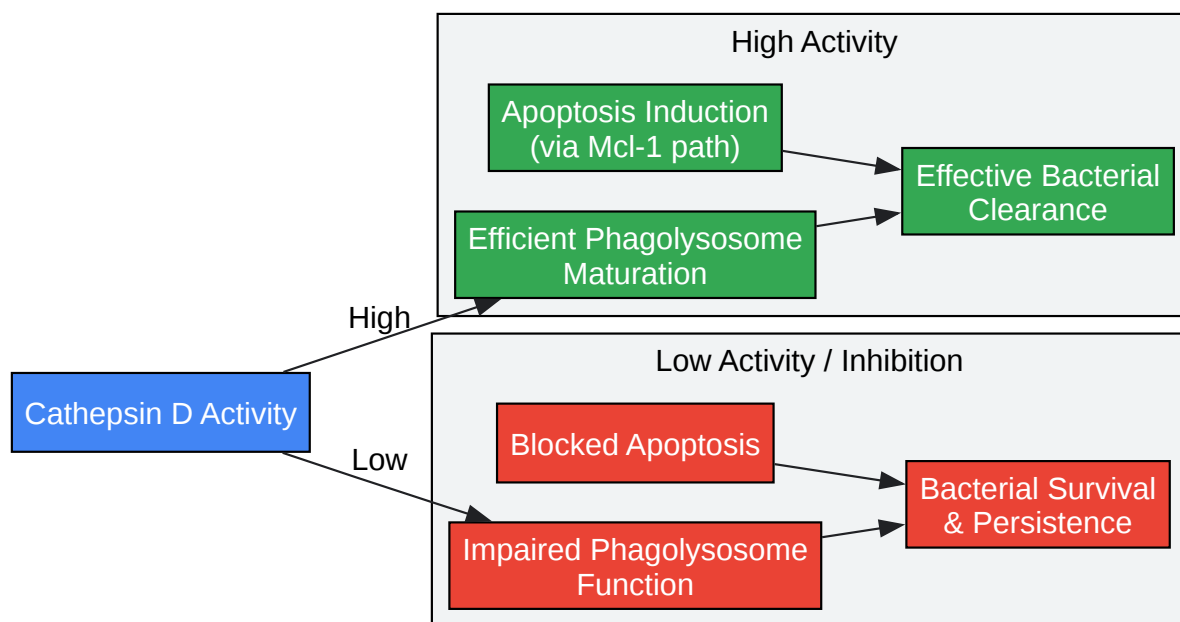 High Activity
Apoptosis Induction
(via Mcl-1 path)
Effective Bacterial
Clearance
Efficient Phagolysosome
Maturation
High
Cathepsin D Activity
Low
Low Activity / Inhibition
Blocked Apoptosis
Bacterial Survival
& Persistence
Impaired Phagolysosome
Function